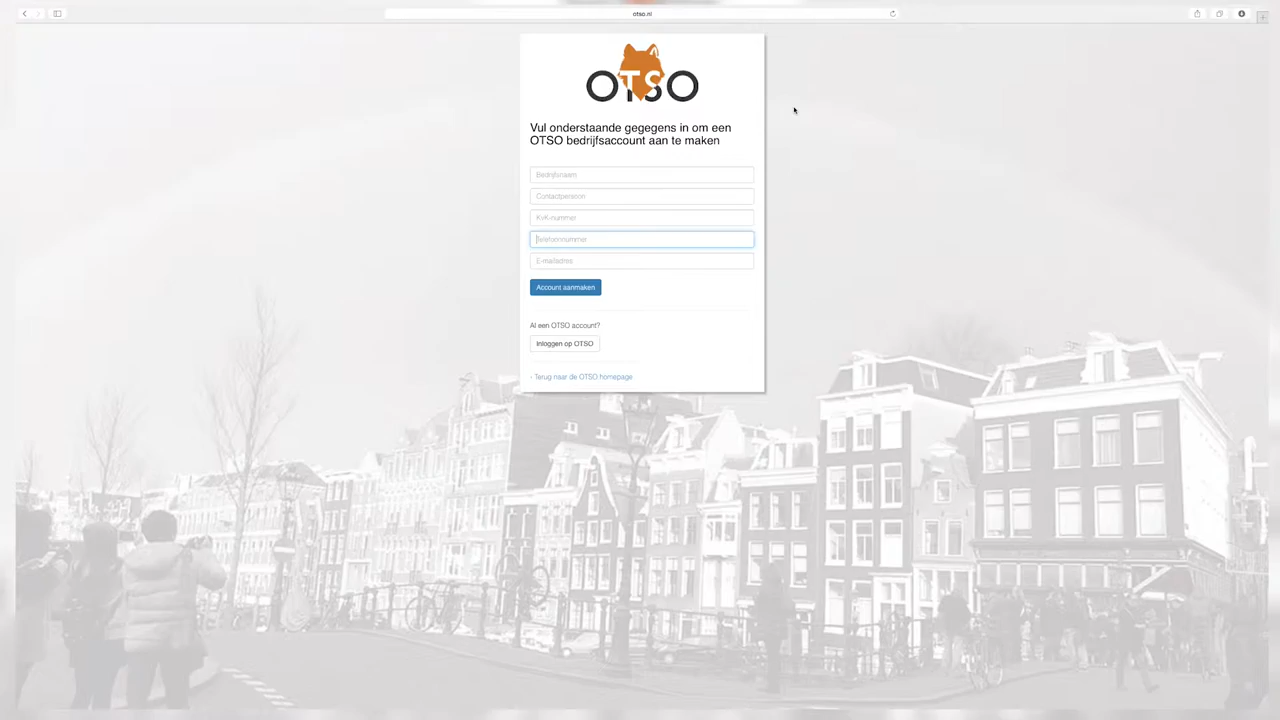 otso.nl
OTSO
Vul onderstaande gegegens in om een
OTSO bedrijfsaccount aan te maken
Bedrijfsnaam
Contactpersoon
KvK-nummer
Telefoonnummer
E-mailadres
Account aanmaken
Al een OTSO account?
Inloggen op OTSO
‹ Terug naar de OTSO homepage